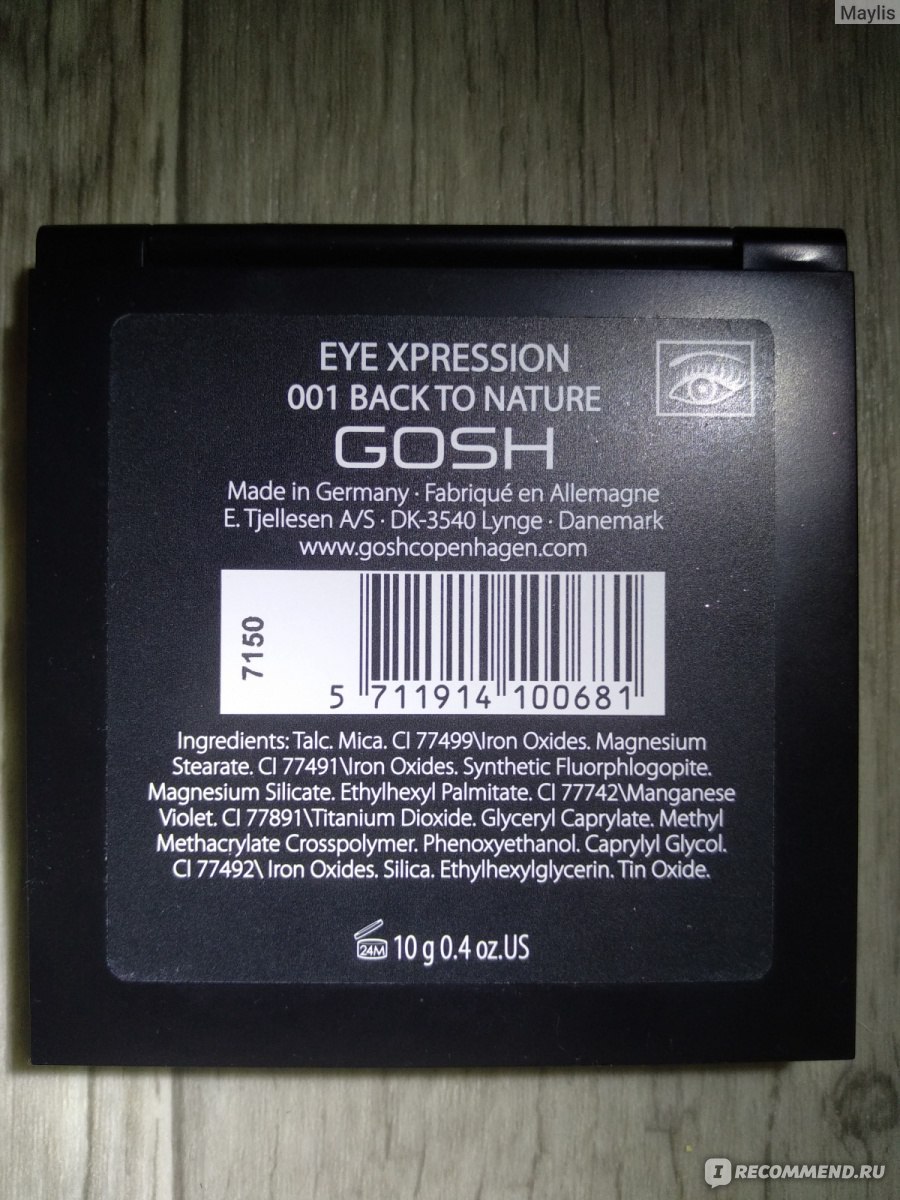 Maylis
EYE XPRESSION
001 BACK TO NATURE
GOSH
Made in Germany · Fabriqué en Allemagne
E. Tjellesen A/S · DK-3540 Lynge · Danemark
www.goshcopenhagen.com
7150
5 711914 100681
Ingredients: Talc. Mica. CI 77499\Iron Oxides. Magnesium
Stearate. CI 77491\Iron Oxides. Synthetic Fluorphlogopite.
Magnesium Silicate. Ethylhexyl Palmitate. CI 77742\Manganese
Violet. CI 77891\Titanium Dioxide. Glyceryl Caprylate. Methyl
Methacrylate Crosspolymer. Phenoxyethanol. Caprylyl Glycol.
CI 77492\ Iron Oxides. Silica. Ethylhexylglycerin. Tin Oxide.
24M 10 g 0.4 oz.US
I RECOMMEND.RU